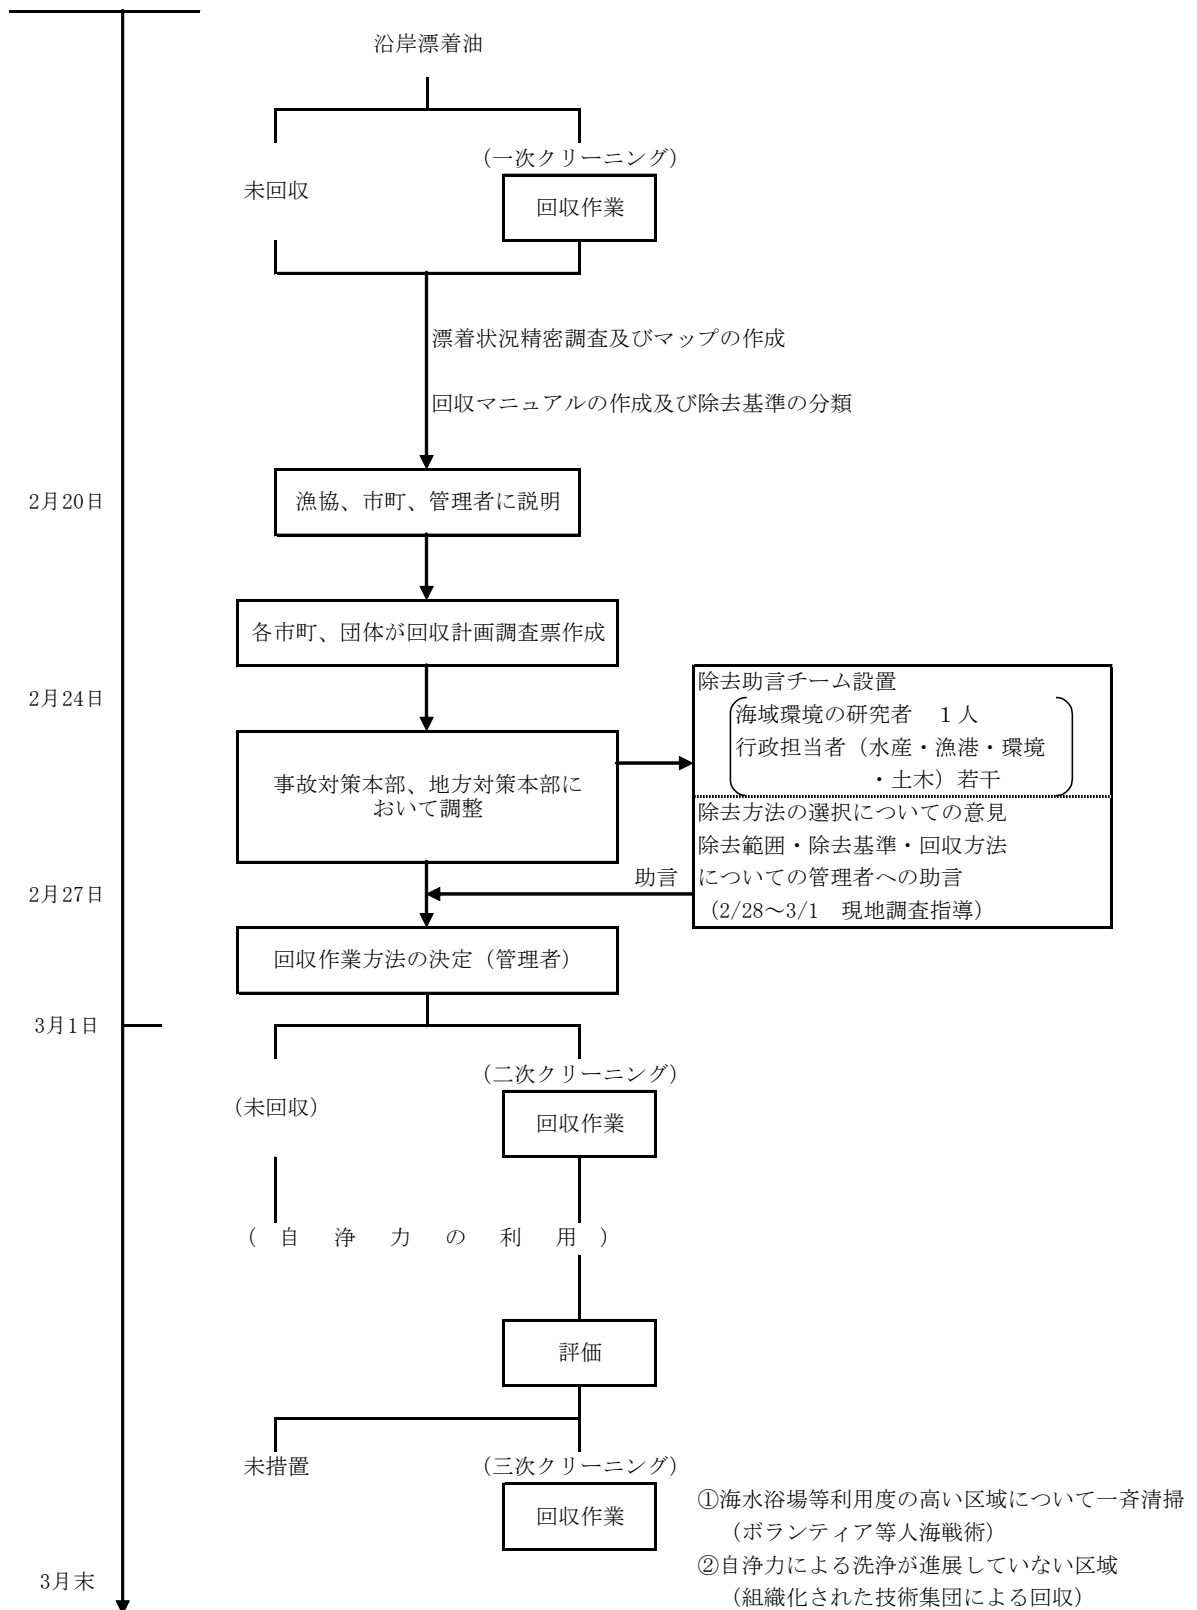 沿岸漂着油
(一次クリーニング)
未回収
回収作業
漂着状況精密調査及びマップの作成
回収マニュアルの作成及び除去基準の分類
2月20日
漁協、市町、管理者に説明
各市町、団体が回収計画調査票作成
2月24日
事故対策本部、地方対策本部に
おいて調整
除去助言チーム設置
海域環境の研究者　1人
行政担当者（水産・漁港・環境
・土木）若干
除去方法の選択についての意見
除去範囲・除去基準・回収方法
についての管理者への助言
（2/28～3/1　現地調査指導）
助言
2月27日
回収作業方法の決定（管理者）
3月1日
(二次クリーニング)
(未回収)
回収作業
（　自　浄　力　の　利　用　）
評価
未措置
(三次クリーニング)
回収作業
①海水浴場等利用度の高い区域について一斉清掃
（ボランティア等人海戦術）
②自浄力による洗浄が進展していない区域
（組織化された技術集団による回収）
3月末